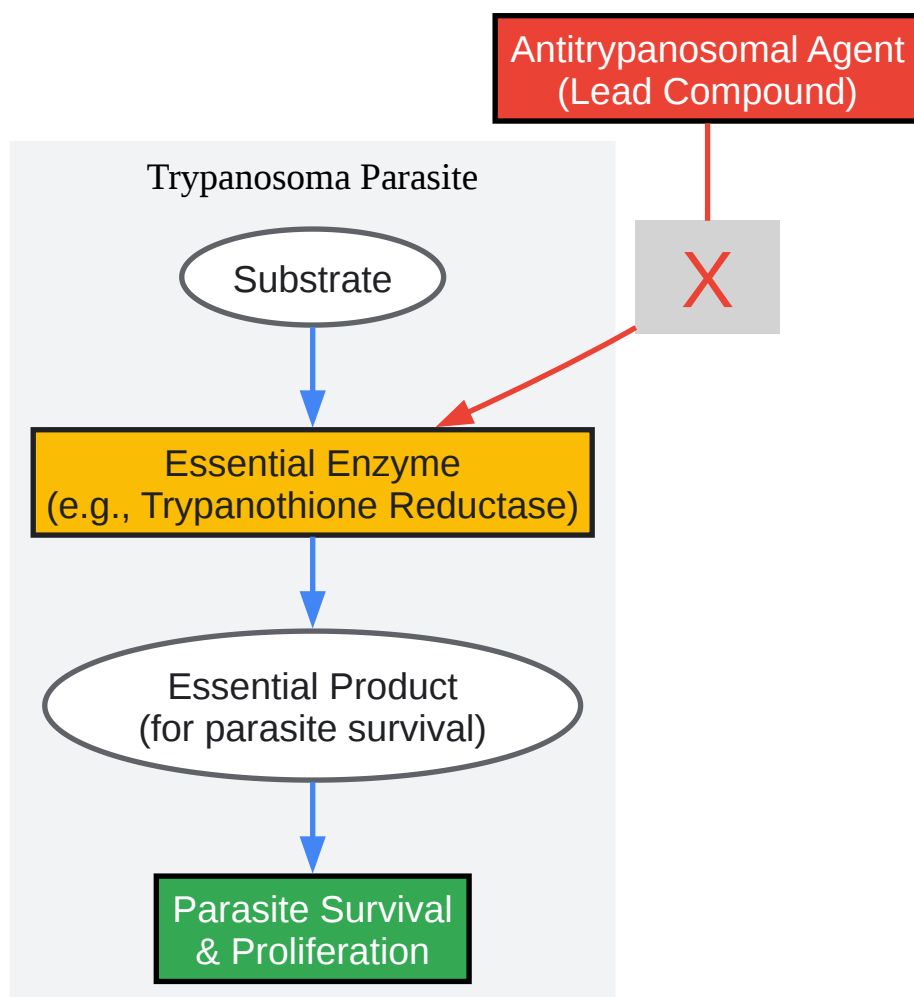 Antitrypanosomal Agent
(Lead Compound)
Trypanosoma Parasite
Substrate
X
Essential Enzyme
(e.g., Trypanothione Reductase)
Essential Product
(for parasite survival)
Parasite Survival
& Proliferation